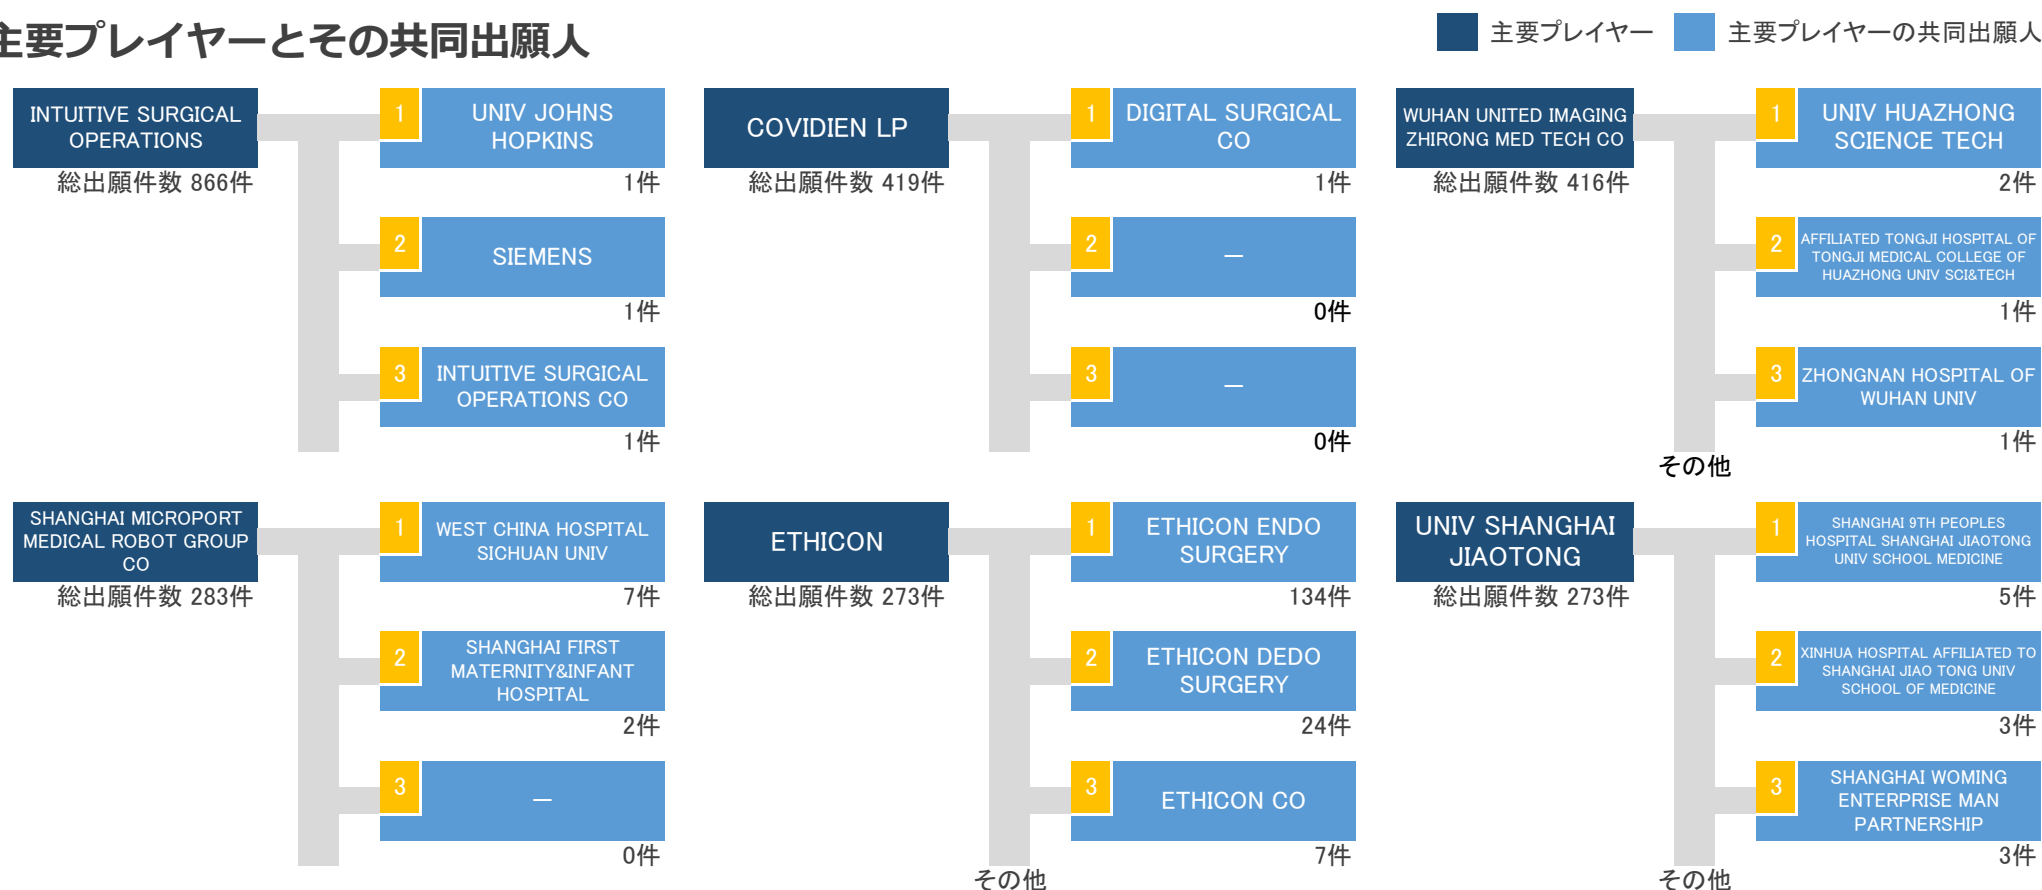 主要プレイヤーとその共同出願人
主要プレイヤー
主要プレイヤーの共同出願人
INTUITIVE SURGICAL
OPERATIONS
総出願件数 866件
1
UNIV JOHNS
HOPKINS
1件
2
SIEMENS
1件
3
INTUITIVE SURGICAL
OPERATIONS CO
1件
COVIDIEN LP
総出願件数 419件
1
DIGITAL SURGICAL
CO
1件
2
―
0件
3
―
0件
WUHAN UNITED IMAGING
ZHIRONG MED TECH CO
総出願件数 416件
1
UNIV HUAZHONG
SCIENCE TECH
2件
2
AFFILIATED TONGJI HOSPITAL OF
TONGJI MEDICAL COLLEGE OF
HUAZHONG UNIV SCI&TECH
1件
3
ZHONGNAN HOSPITAL OF
WUHAN UNIV
1件
その他
SHANGHAI MICROPORT
MEDICAL ROBOT GROUP
CO
総出願件数 283件
1
WEST CHINA HOSPITAL
SICHUAN UNIV
7件
2
SHANGHAI FIRST
MATERNITY&INFANT
HOSPITAL
2件
3
―
0件
ETHICON
総出願件数 273件
1
ETHICON ENDO
SURGERY
134件
2
ETHICON DEDO
SURGERY
24件
3
ETHICON CO
7件
その他
UNIV SHANGHAI
JIAOTONG
総出願件数 273件
1
SHANGHAI 9TH PEOPLES
HOSPITAL SHANGHAI JIAOTONG
UNIV SCHOOL MEDICINE
5件
2
XINHUA HOSPITAL AFFILIATED TO
SHANGHAI JIAO TONG UNIV
SCHOOL OF MEDICINE
3件
3
SHANGHAI WOMING
ENTERPRISE MAN
PARTNERSHIP
3件
その他